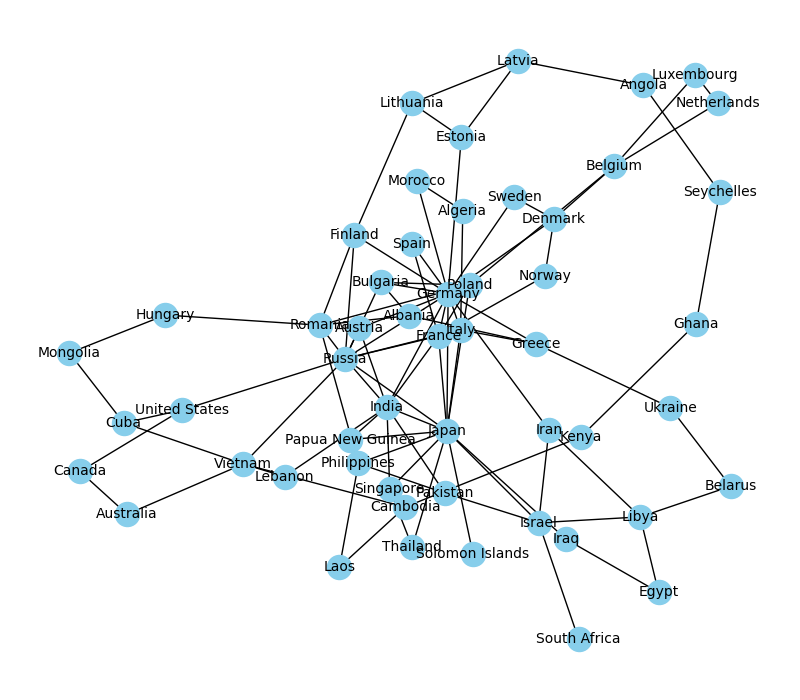 Latvia
Luxembourg
Angola
Lithuania
Netherlands
Estonia
Belgium
Morocco
Sweden
Seychelles
Algeria
Denmark
Finland
Spain
Norway
Bulgaria
Poland
Germany
Hungary
Albania
Romania
Austria
Ghana
Italy
France
Greece
Mongolia
Russia
United States
India
Ukraine
Cuba
Japan
Iran
Kenya
Papua New Guinea
Vietnam
Philippines
Canada
Lebanon
Singapore
Pakistan
Belarus
Cambodia
Australia
Israel
Libya
Iraq
Thailand
Solomon Islands
Laos
Egypt
South Africa